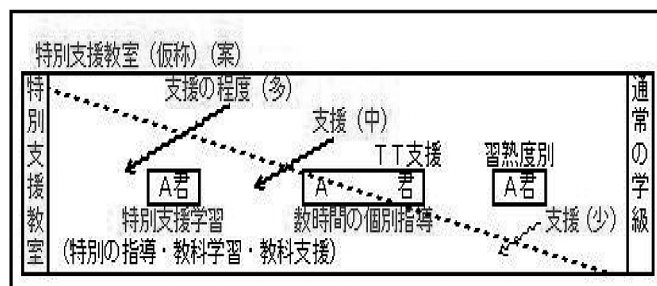 特別支援教室（仮称）（案）
特別支援教室
支援の程度（多）
支援（中）
TT支援
習熟度別
通常の学級
A君
A 君
A君
特別支援学習
数時間の個別指導
支援（少）
（特別の指導・教科学習・教科支援）